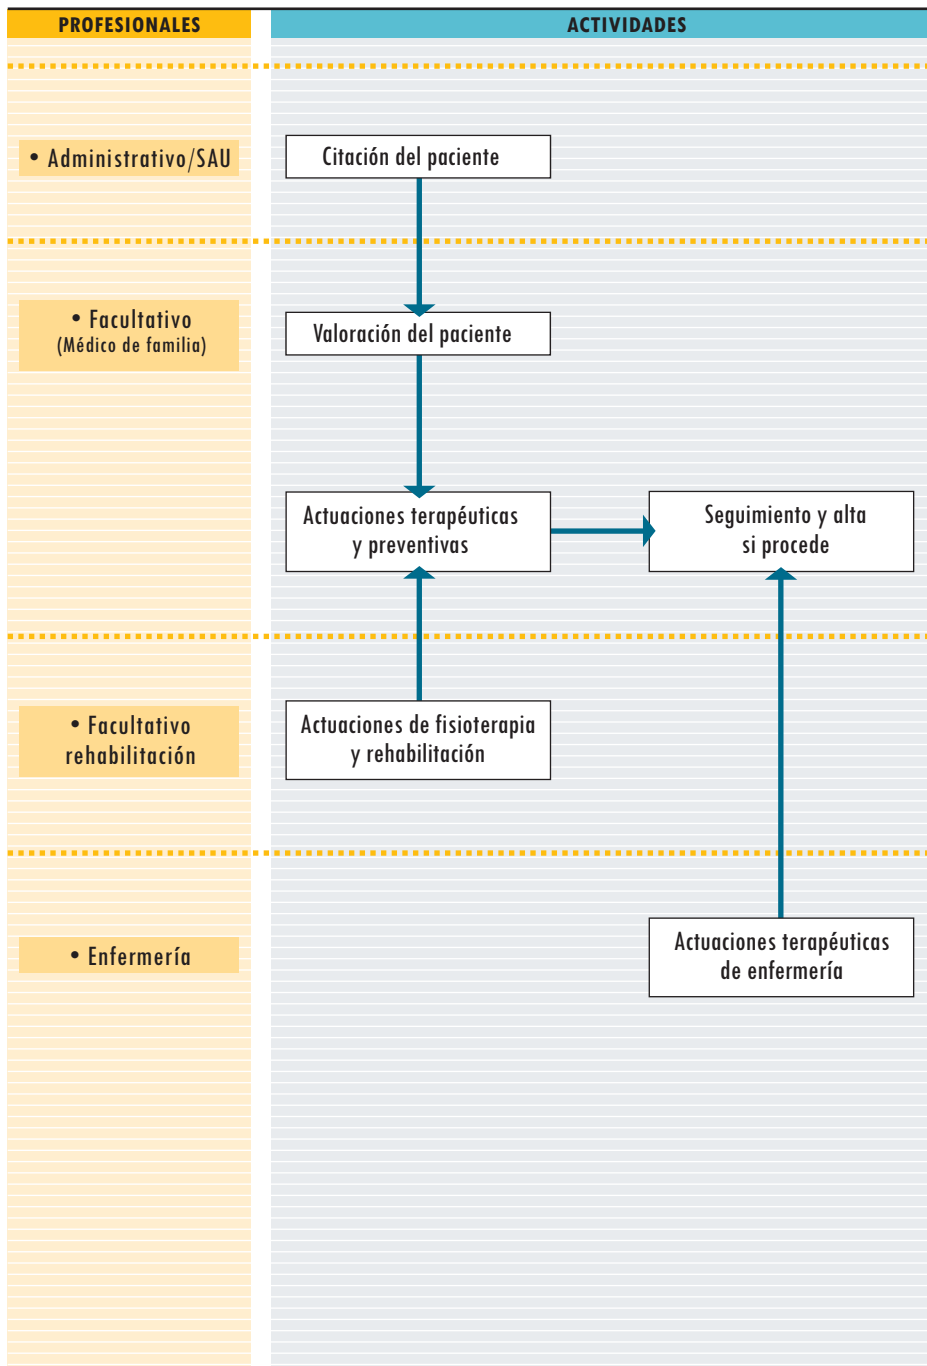 PROFESIONALES
ACTIVIDADES
• Administrativo/SAU
Citación del paciente
• Facultativo
(Médico de familia)
Valoración del paciente
Actuaciones terapéuticas
y preventivas
Seguimiento y alta
si procede
• Facultativo
rehabilitación
Actuaciones de fisioterapia
y rehabilitación
• Enfermería
Actuaciones terapéuticas
de enfermería